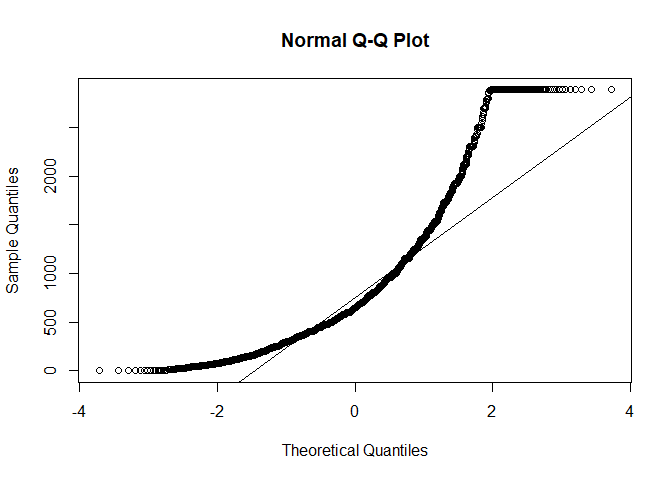 Normal Q-Q Plot
Sample Quantiles
2000
1000
500
0
-4 -2 0 2 4
Theoretical Quantiles